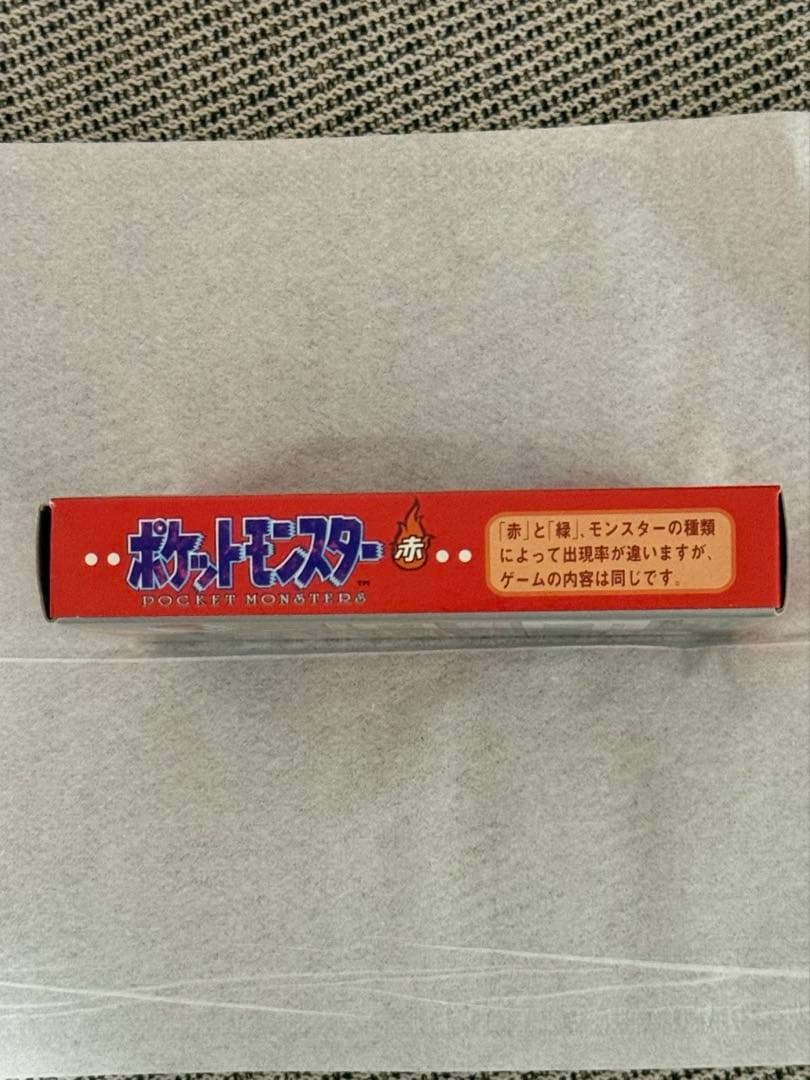 ポケットモンスター 赤
TM
POCKET MONSTERS
「赤」と「緑」、モンスターの種類
によって出現率が違いますが、
ゲームの内容は同じです。